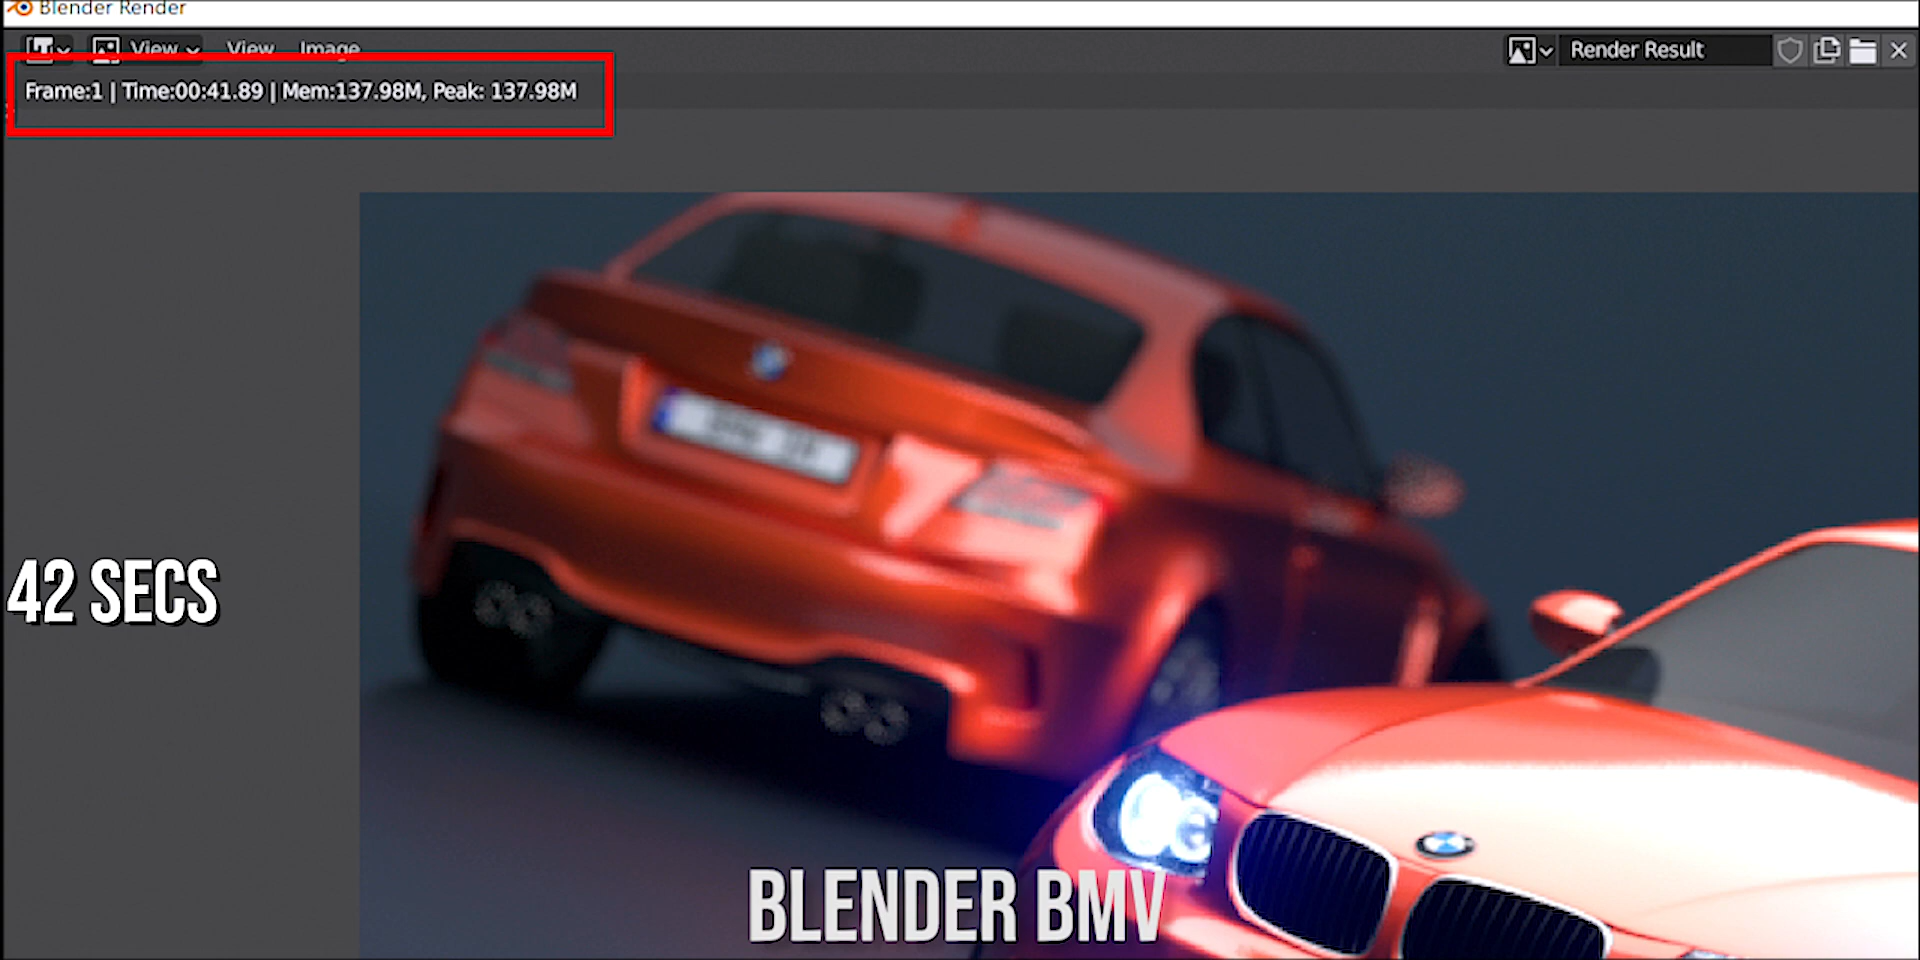 Blender Render
View View Image Render Result
Frame:1 | Time:00:41.89 | Mem:137.98M, Peak: 137.98M
42 SECS
BLENDER BMV